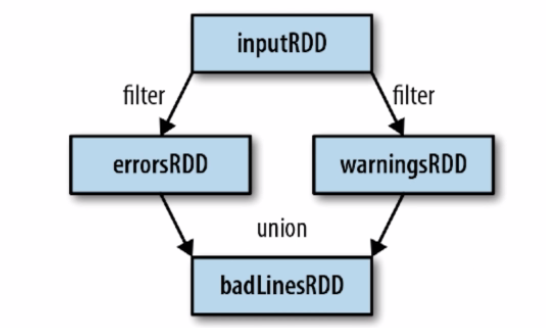 inputRDD
filter
filter
errorsRDD
warningsRDD
union
badLinesRDD